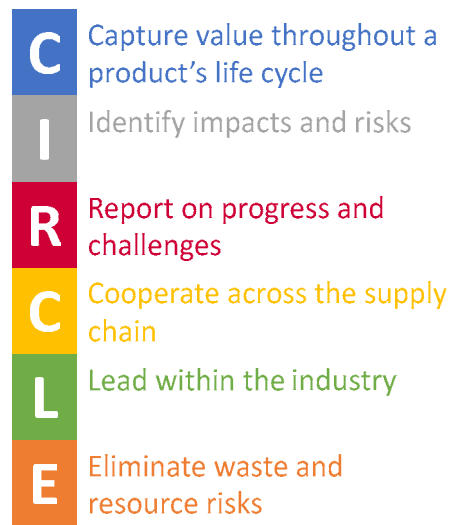 C
Capture value throughout a
product’s life cycle
I
Identify impacts and risks
R
Report on progress and
challenges
C
Cooperate across the supply
chain
L
Lead within the industry
E
Eliminate waste and
resource risks